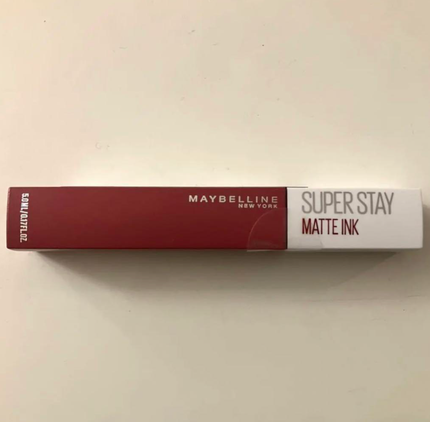 5.0ML/0.17FL.OZ.
MAYBELLINE
NEW YORK
SUPER STAY
MATTE INK